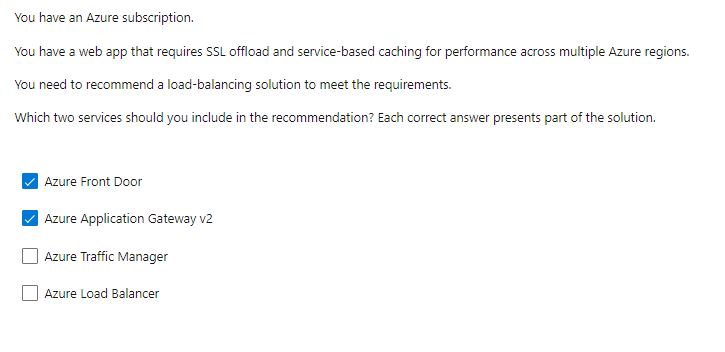 You have an Azure subscription.
You have a web app that requires SSL offload and service-based caching for performance across multiple Azure regions.
You need to recommend a load-balancing solution to meet the requirements.
Which two services should you include in the recommendation? Each correct answer presents part of the solution.
Azure Front Door
Azure Application Gateway v2
Azure Traffic Manager
Azure Load Balancer